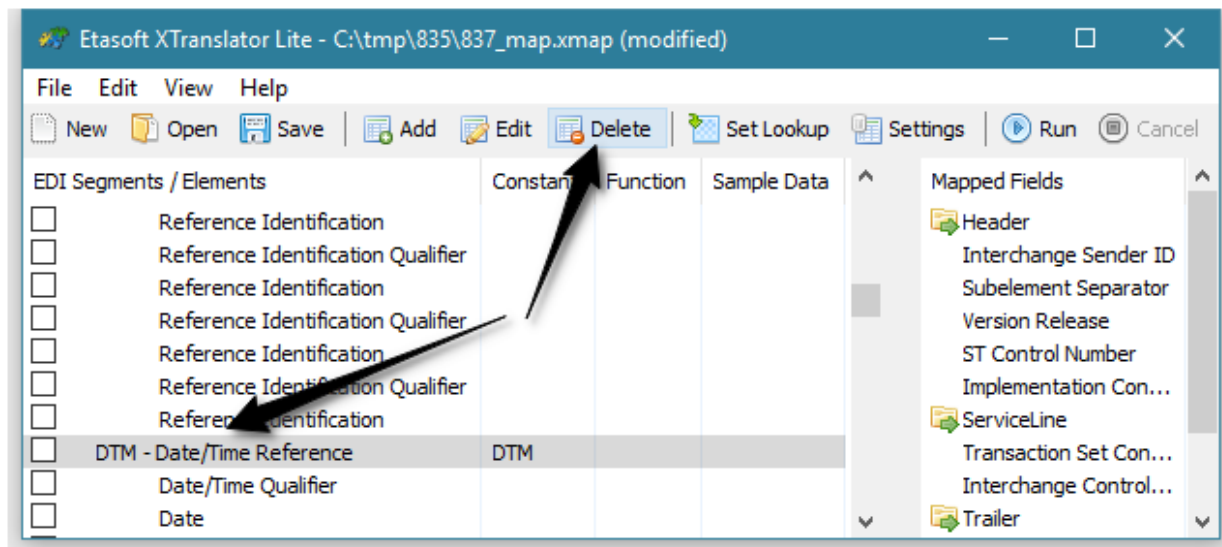 Etasoft XTranslator Lite - C:\tmp\835\837_map.xmap (modified)
File Edit View Help
New Open Save Add Edit Delete Set Lookup Settings Run Cancel
EDI Segments / Elements Function Sample Data Mapped Fields
Reference Identification Header
Reference Identification Qualifier Interchange Sender ID
Reference Identification Subelement Separator
Reference Identification Qualifier Version Release
Reference Identification ST Control Number
Reference Identification Qualifier Implementation Con...
Reference Identification ServiceLine
DTM - Date/Time Reference DTM Transaction Set Con...
Date/Time Qualifier Interchange Control...
Date Trailer